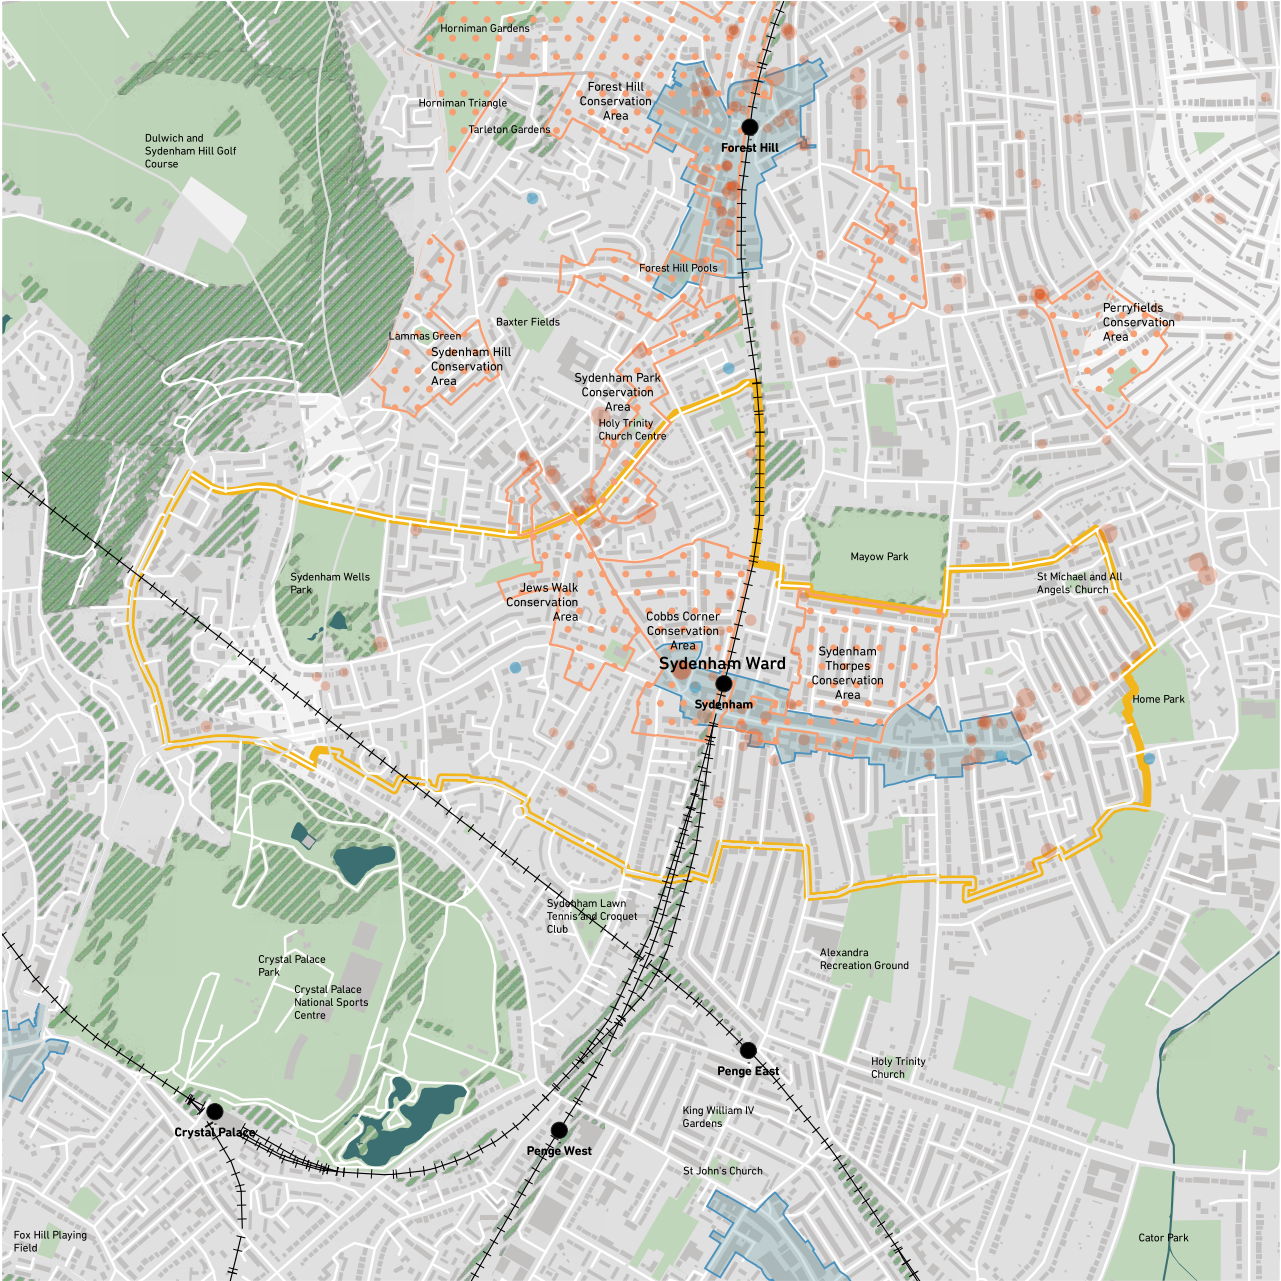 Horniman Gardens
Forest Hill
Conservation
Area
Horniman Triangle
Tarleton Gardens
Dulwich and
Sydenham Hill Golf
Course
Forest Hill
Forest Hill Pools
Perryfields
Conservation
Area
Baxter Fields
Lammas Green
Sydenham Hill
Conservation
Area
Sydenham Park
Conservation
Area
Holy Trinity
Church Centre
Mayow Park
Sydenham Wells
Park
St Michael and All
Angels' Church
Jews Walk
Conservation
Area
Cobbs Corner
Conservation
Area
Sydenham
Thorpes
Conservation
Area
Sydenham Ward
Sydenham
Home Park
Sydenham Lawn
Tennis and Croquet
Club
Crystal Palace
Park
Crystal Palace
National Sports
Centre
Alexandra
Recreation Ground
Penge East
Holy Trinity
Church
King William IV
Gardens
Crystal Palace
Penge West
St John's Church
Fox Hill Playing
Field
Cator Park